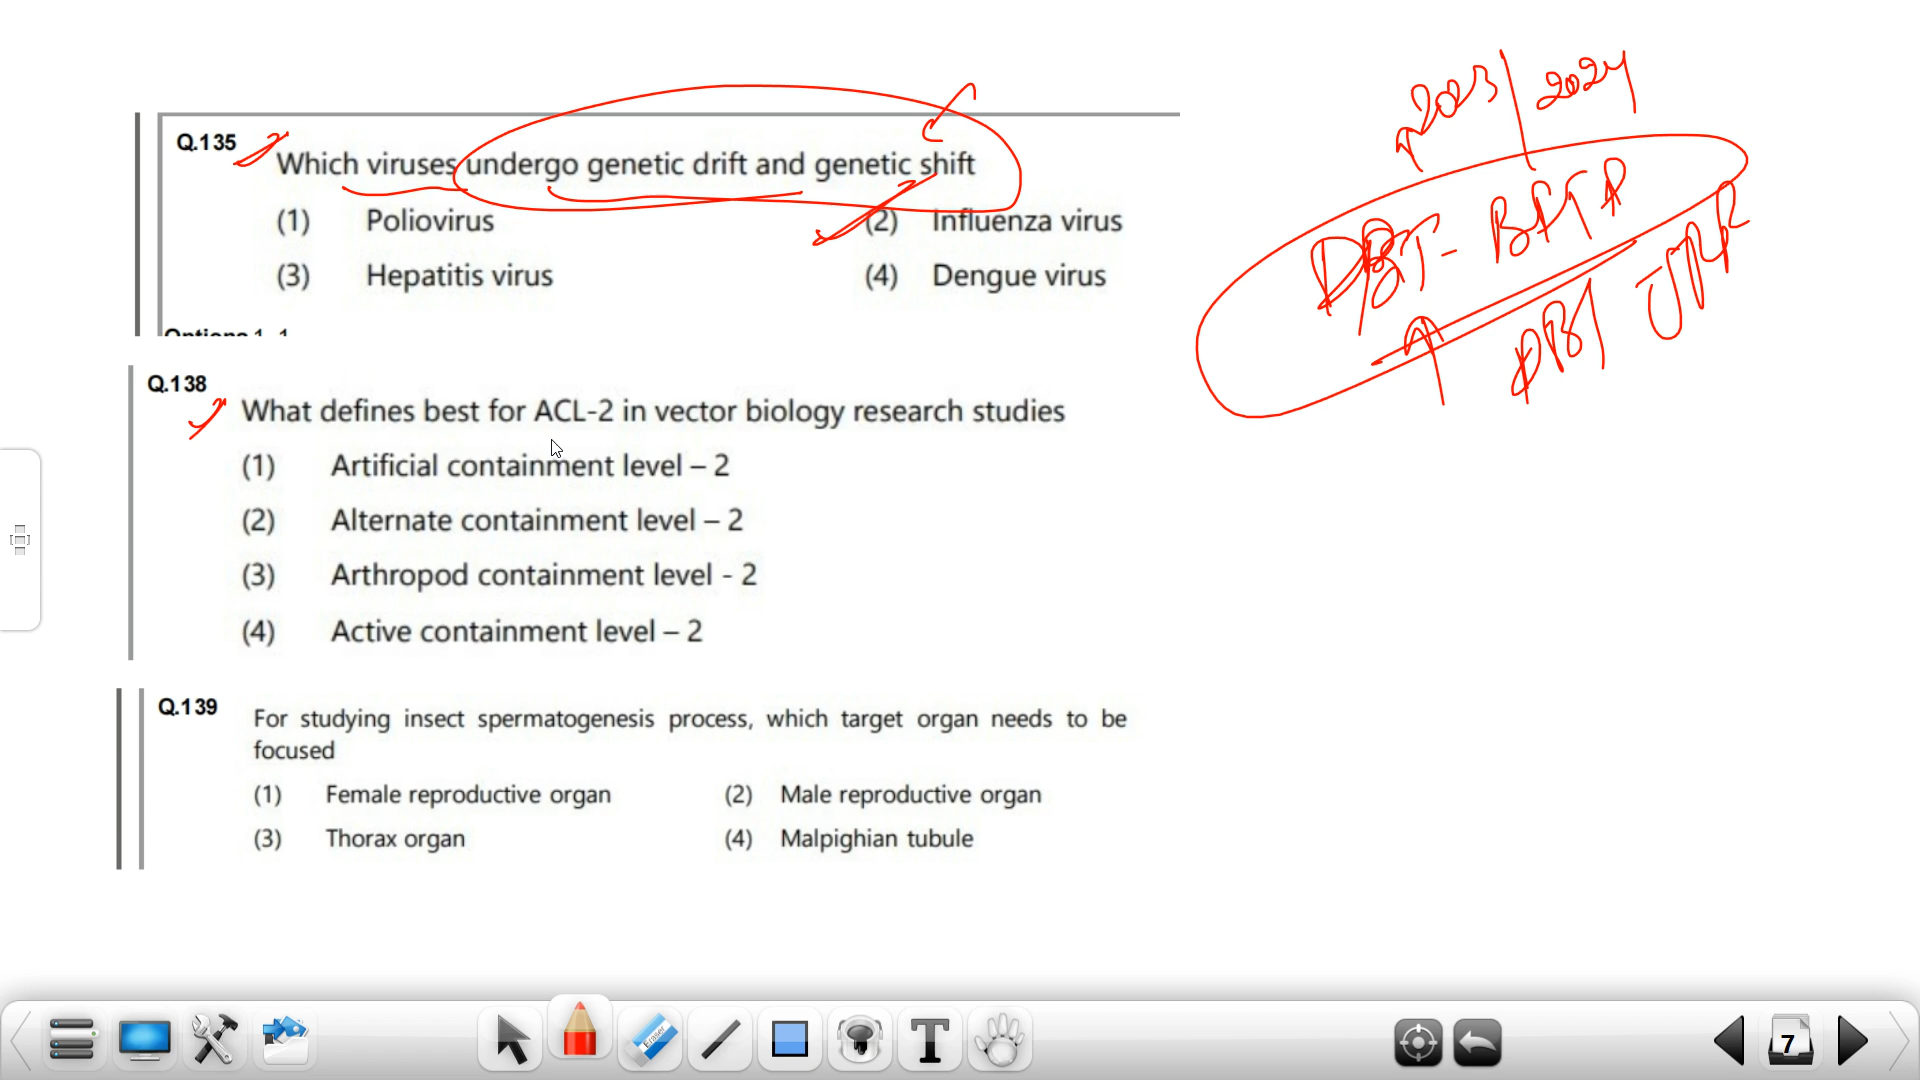 2023 / 2024
Q.135
Which viruses undergo genetic drift and genetic shift
(1) Poliovirus
(2) Influenza virus
(3) Hepatitis virus
(4) Dengue virus
DBT-
DBT JRF
Q.138
What defines best for ACL-2 in vector biology research studies
(1) Artificial containment level – 2
(2) Alternate containment level – 2
(3) Arthropod containment level - 2
(4) Active containment level – 2
Q.139
For studying insect spermatogenesis process, which target organ needs to be
focused
(1) Female reproductive organ
(2) Male reproductive organ
(3) Thorax organ
(4) Malpighian tubule
Eraser
T
7